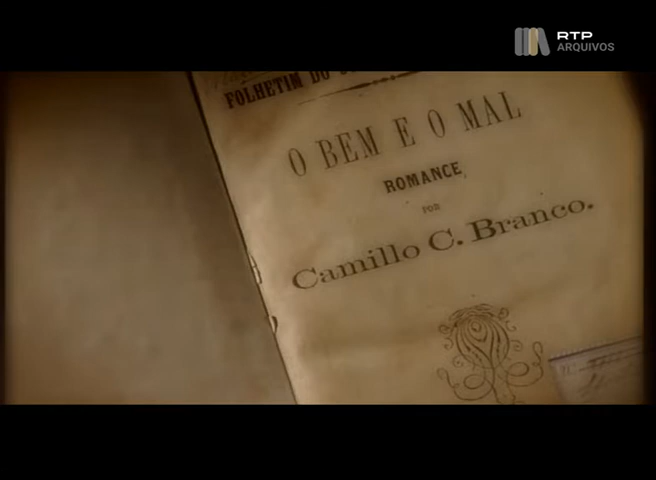 RTP
ARQUIVOS
FOLHETIM DO
O BEM E O MAL
ROMANCE
POR
Camillo C. Branco.